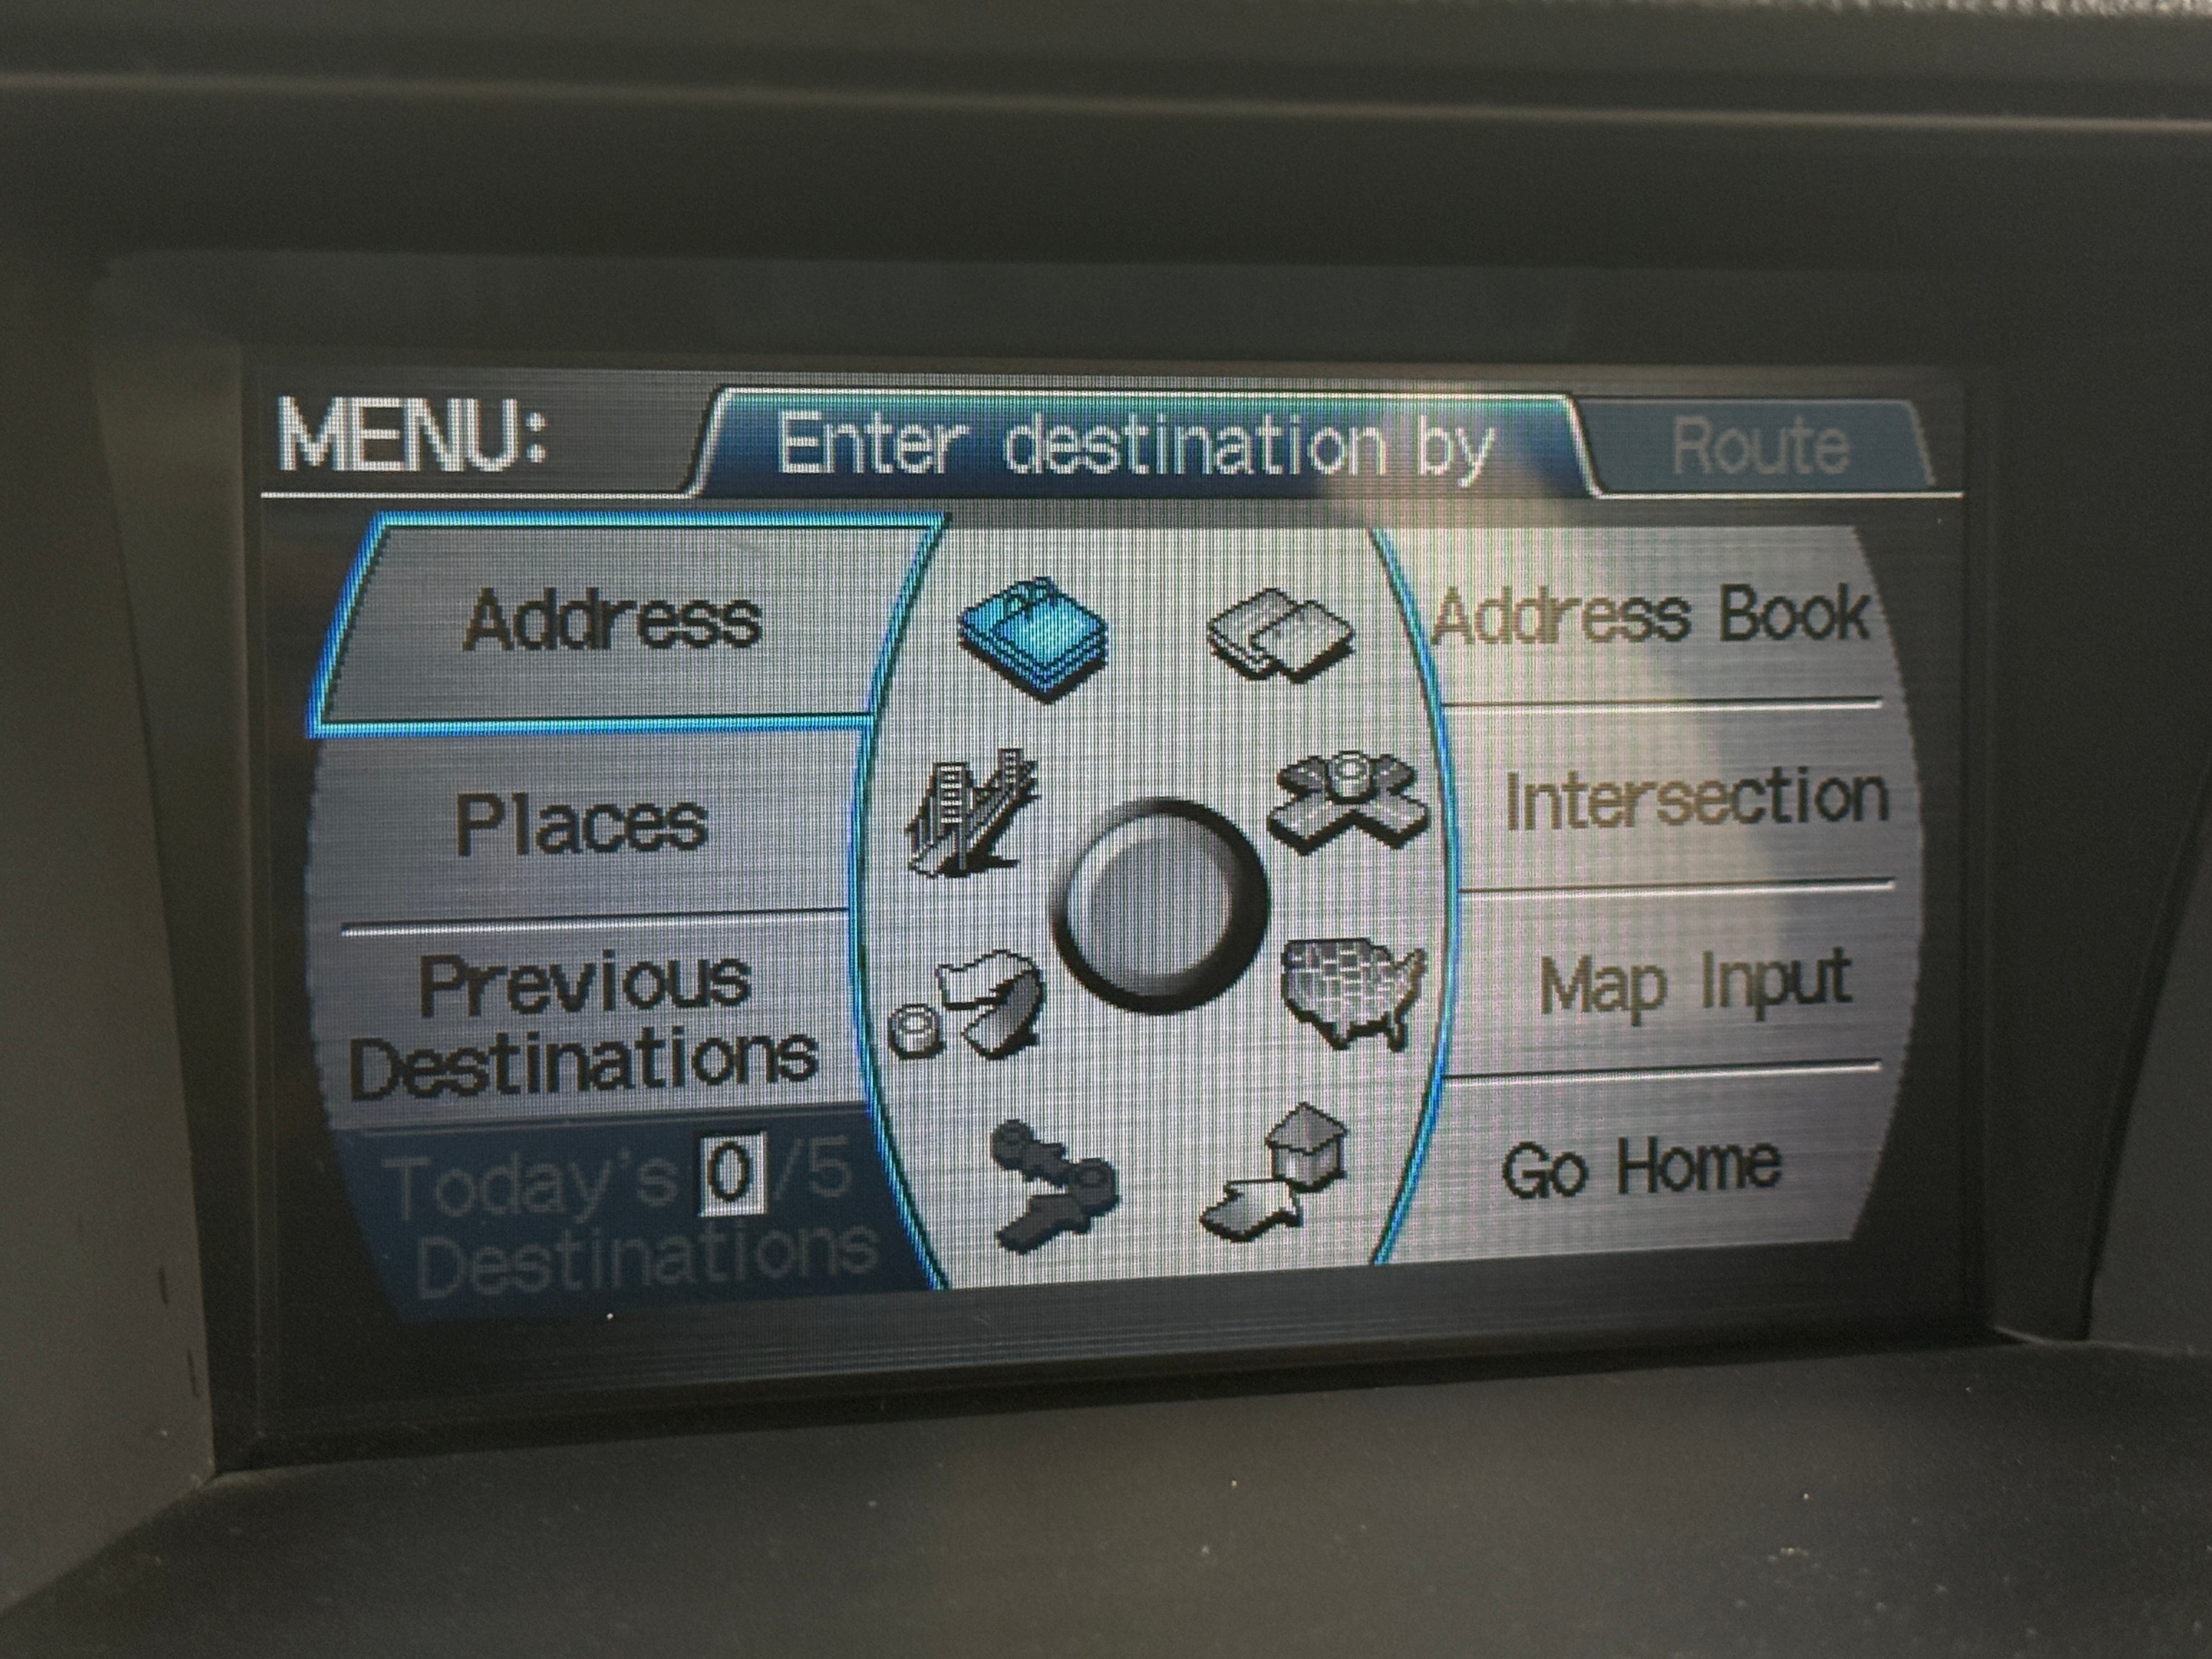 MENU: Enter destination by Route
Address
Places
Previous
Destinations
Today's 0/5
Destinations
Address Book
Intersection
Map Input
Go Home